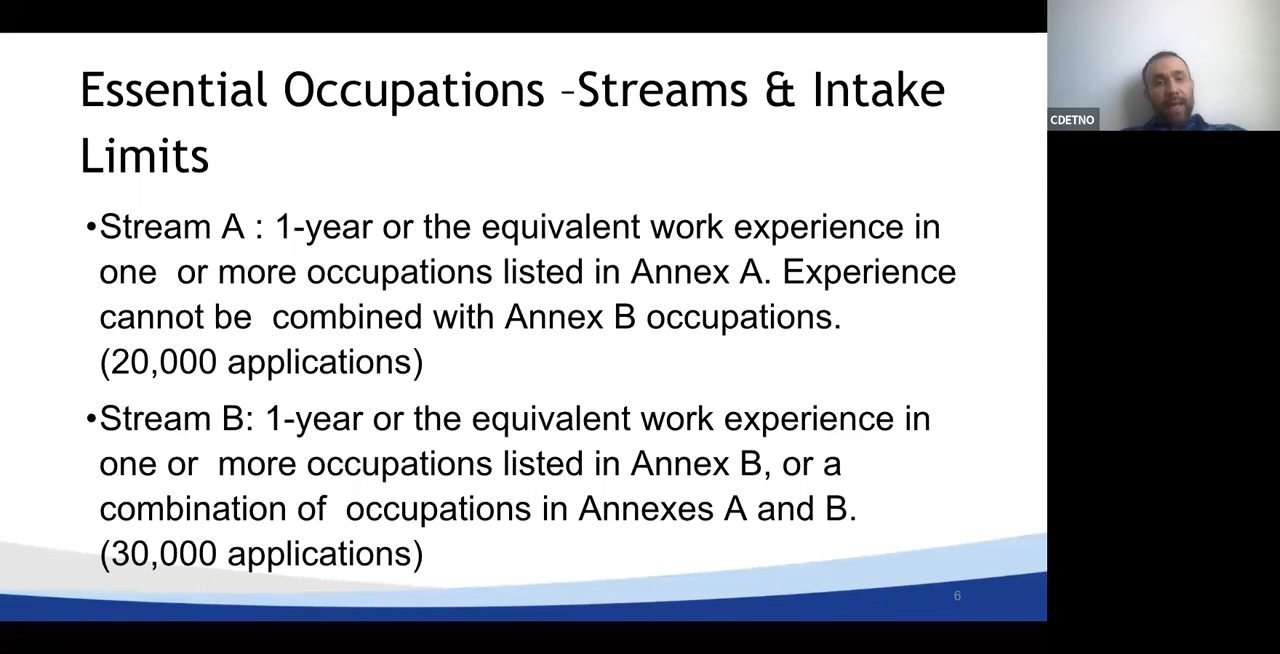 Essential Occupations –Streams & Intake
Limits
•Stream A : 1-year or the equivalent work experience in
one  or more occupations listed in Annex A. Experience
cannot be  combined with Annex B occupations.
(20,000 applications)
•Stream B: 1-year or the equivalent work experience in
one or  more occupations listed in Annex B, or a
combination of  occupations in Annexes A and B.
(30,000 applications)
6
CDETNO